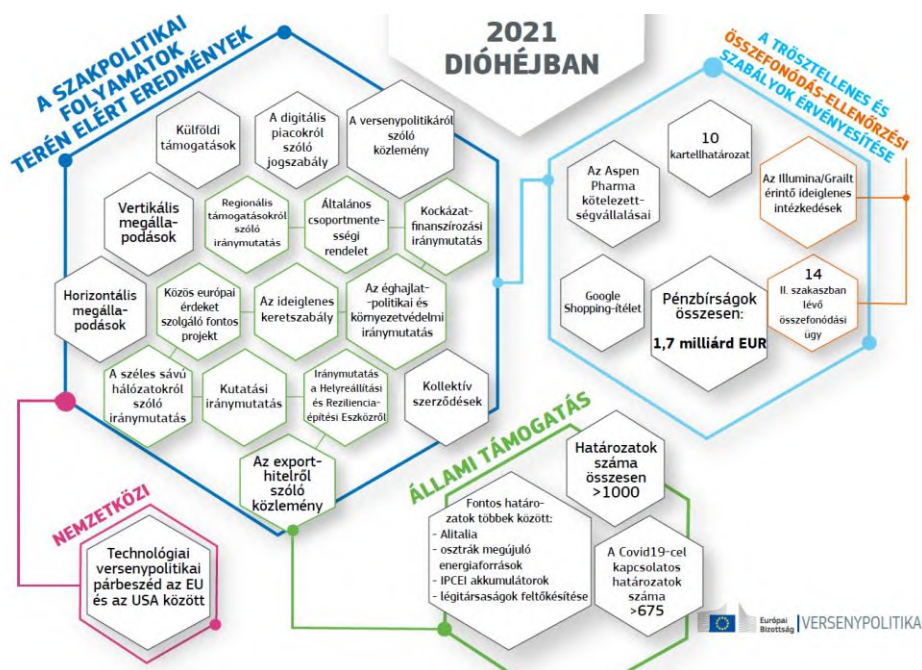 2021
DIÓHÉJBAN
A SZAKPOLITIKAI
FOLYAMATOK
TERÉN ELÉRT EREDMÉNYEK
Külföldi
támogatások
A digitális
piacokról
szóló
jogszabály
A versenypolitikáról
szóló
közlemény
Vertikális
megálla-
podások
Regionális
támogatásokról
szóló
iránymutatás
Általános
csoportmente-
sségi
rendelet
Kockázat-
finanszírozási
iránymutatás
Horizontális
megálla-
podások
Közös európai
érdeket
szolgáló fontos
projekt
Az ideiglenes
keretszabály
Az éghajlat-
-politikai és
környezetvédelmi
iránymutatás
A széles sávú
hálózatokról
szóló
iránymutatás
Kutatási
iránymutatás
Iránymutatás
a Helyreállítási
és Reziliencia-
építési Eszközről
Kollektív
szerződések
Az export-
hitelről
szóló
közlemény
A TRÖSZTELLENES ÉS
ÖSSZEFONÓDÁS-ELLENŐRZÉSI
SZABÁLYOK ÉRVÉNYESÍTÉSE
10
kartellhatározat
Az Aspen
Pharma
kötelezett-
ségvállalásai
Az Illumina/Grailt
érintő ideiglenes
intézkedések
Google
Shopping-ítélet
Pénzbírságok
összesen:
1,7 milliárd EUR
14
II. szakaszban
lévő
összefonódási
ügy
NEMZETKÖZI
Technológiai
versenypolitikai
párbeszéd az EU
és az USA között
ÁLLAMI TÁMOGATÁS
Határozatok
száma
összesen
>1000
Fontos határo-
zatok többek között:
- Alitalia
- osztrák megújuló
energiaforrások
- IPCEI akkumulátorok
- légitársaságok feltőkésítése
A Covid19-cel
kapcsolatos
határozatok
száma
>675
Európai
Bizottság
VERSENYPOLITIKA